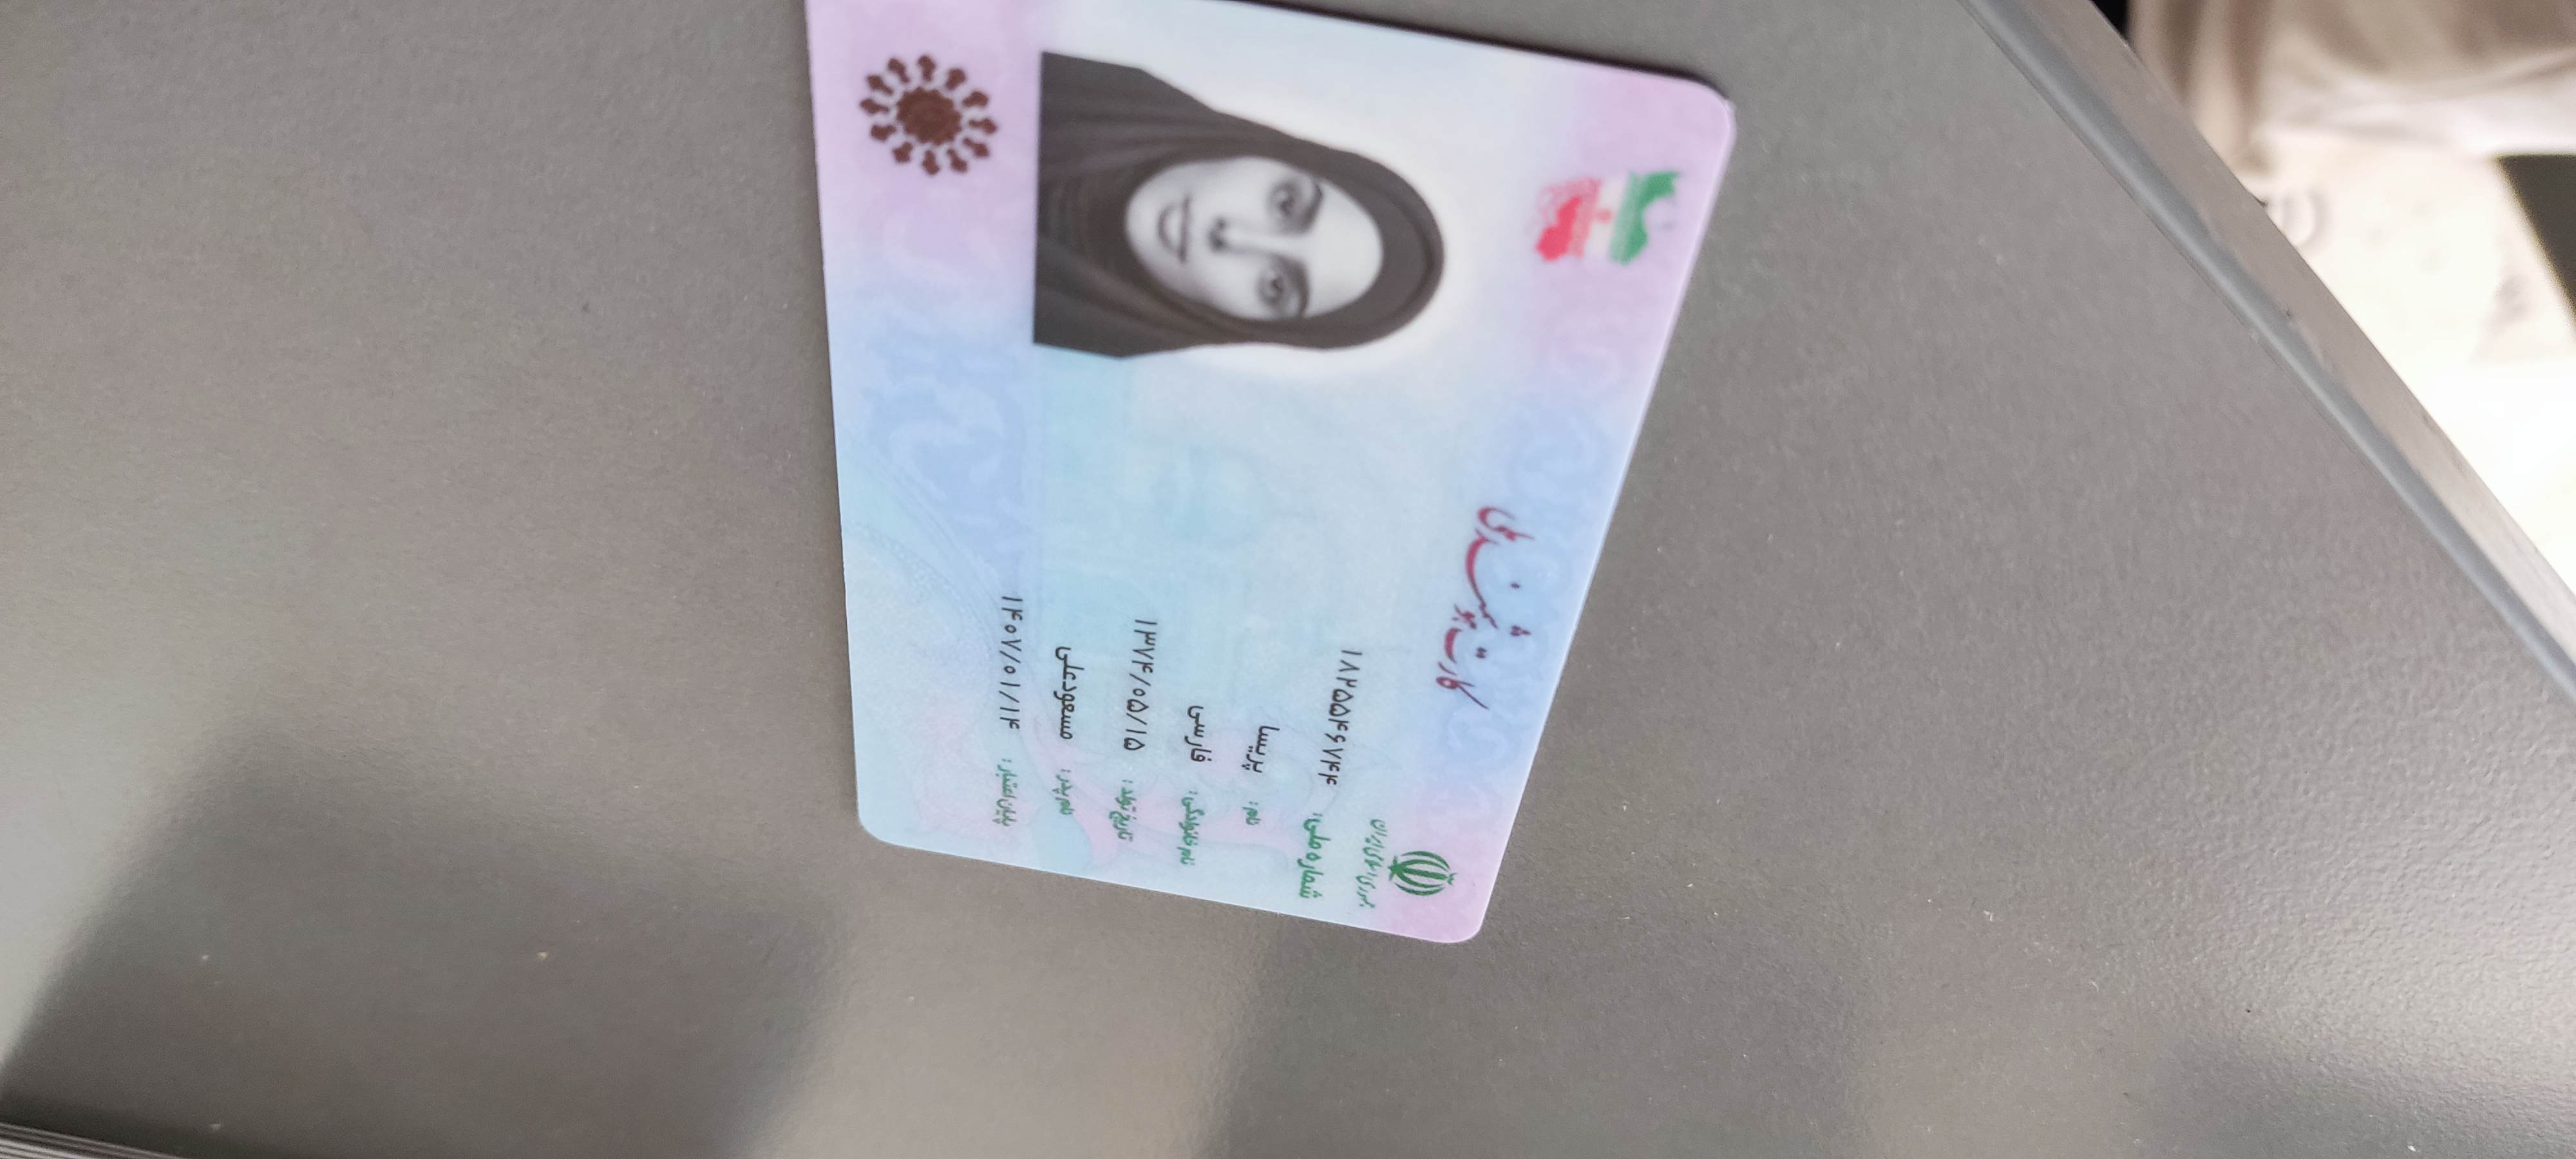 جمهوری اسلامی ایران
کارت هوشمند ملی
شماره ملی: ۱۸۲۵۵۴۶۷۴۴
نام: پریسا
نام خانوادگی: فارسی
تاریخ تولد: ۱۳۷۴/۰۵/۱۵
نام پدر: مسعودعلی
پایان اعتبار: ۱۴۰۷/۰۱/۱۴